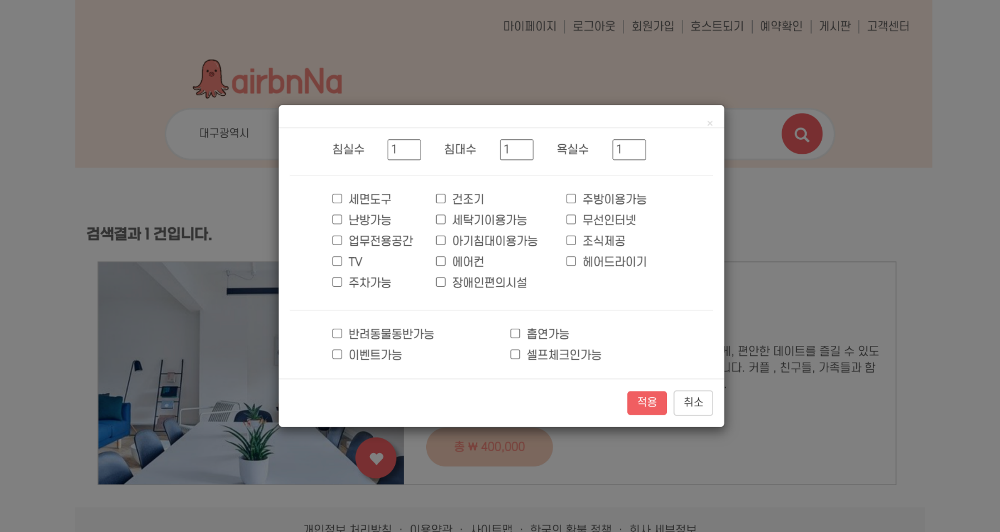 마이페이지 | 로그아웃 | 회원가입 | 호스트되기 | 예약확인 | 게시판 | 고객센터
airbnNa
대구광역시
×
침실수 1 침대수 1 욕실수 1
세면도구 건조기 주방이용가능
난방가능 세탁기이용가능 무선인터넷
업무전용공간 아기침대이용가능 조식제공
TV 에어컨 헤어드라이기
주차가능 장애인편의시설
반려동물동반가능 흡연가능
이벤트가능 셀프체크인가능
적용 취소
검색결과 1 건입니다.
편안한 데이트를 즐길 수 있도
니다. 커플 , 친구들, 가족들과 함
총 ₩ 400,000
개인정보 처리방침 · 이용약관 · 사이트맵 · 한국의 환불 정책 · 회사 세부정보